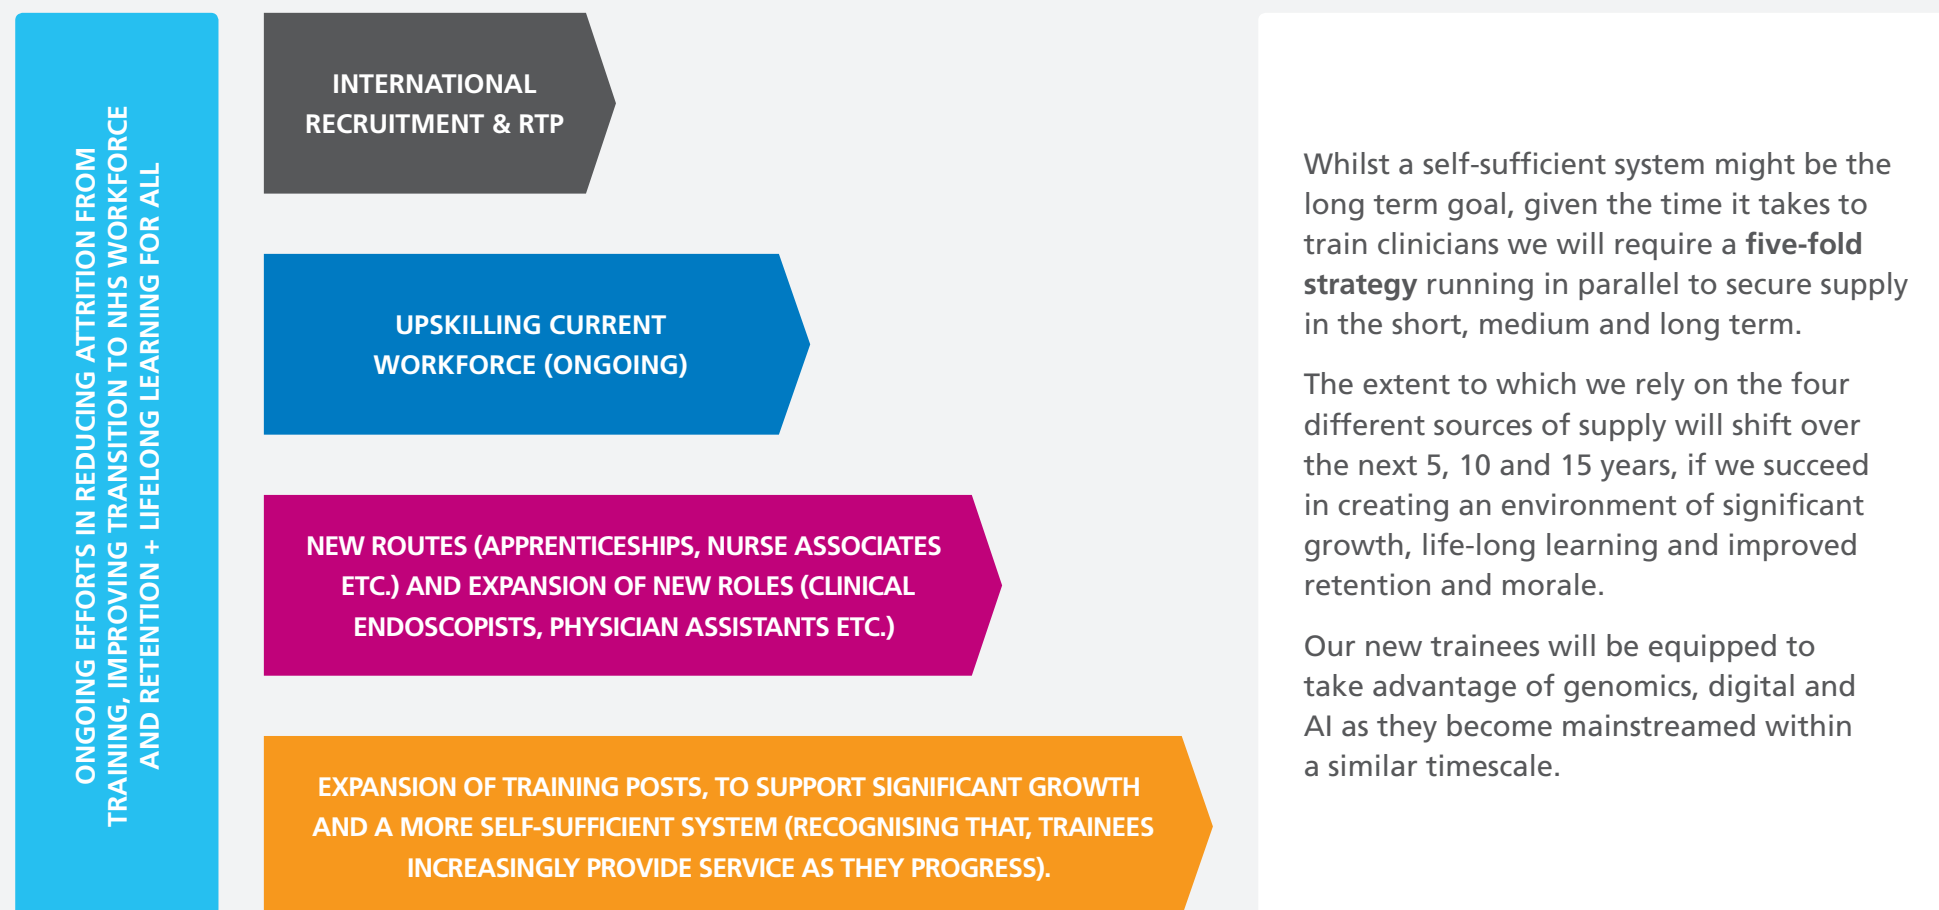 ONGOING EFFORTS IN REDUCING ATTRITION FROM
TRAINING, IMPROVING TRANSITION TO NHS WORKFORCE
AND RETENTION + LIFELONG LEARNING FOR ALL
INTERNATIONAL
RECRUITMENT & RTP
UPSKILLING CURRENT
WORKFORCE (ONGOING)
NEW ROUTES (APPRENTICESHIPS, NURSE ASSOCIATES
ETC.) AND EXPANSION OF NEW ROLES (CLINICAL
ENDOSCOPISTS, PHYSICIAN ASSISTANTS ETC.)
EXPANSION OF TRAINING POSTS, TO SUPPORT SIGNIFICANT GROWTH
AND A MORE SELF-SUFFICIENT SYSTEM (RECOGNISING THAT, TRAINEES
INCREASINGLY PROVIDE SERVICE AS THEY PROGRESS).
Whilst a self-sufficient system might be the
long term goal, given the time it takes to
train clinicians we will require a five-fold
strategy running in parallel to secure supply
in the short, medium and long term.
The extent to which we rely on the four
different sources of supply will shift over
the next 5, 10 and 15 years, if we succeed
in creating an environment of significant
growth, life-long learning and improved
retention and morale.
Our new trainees will be equipped to
take advantage of genomics, digital and
AI as they become mainstreamed within
a similar timescale.